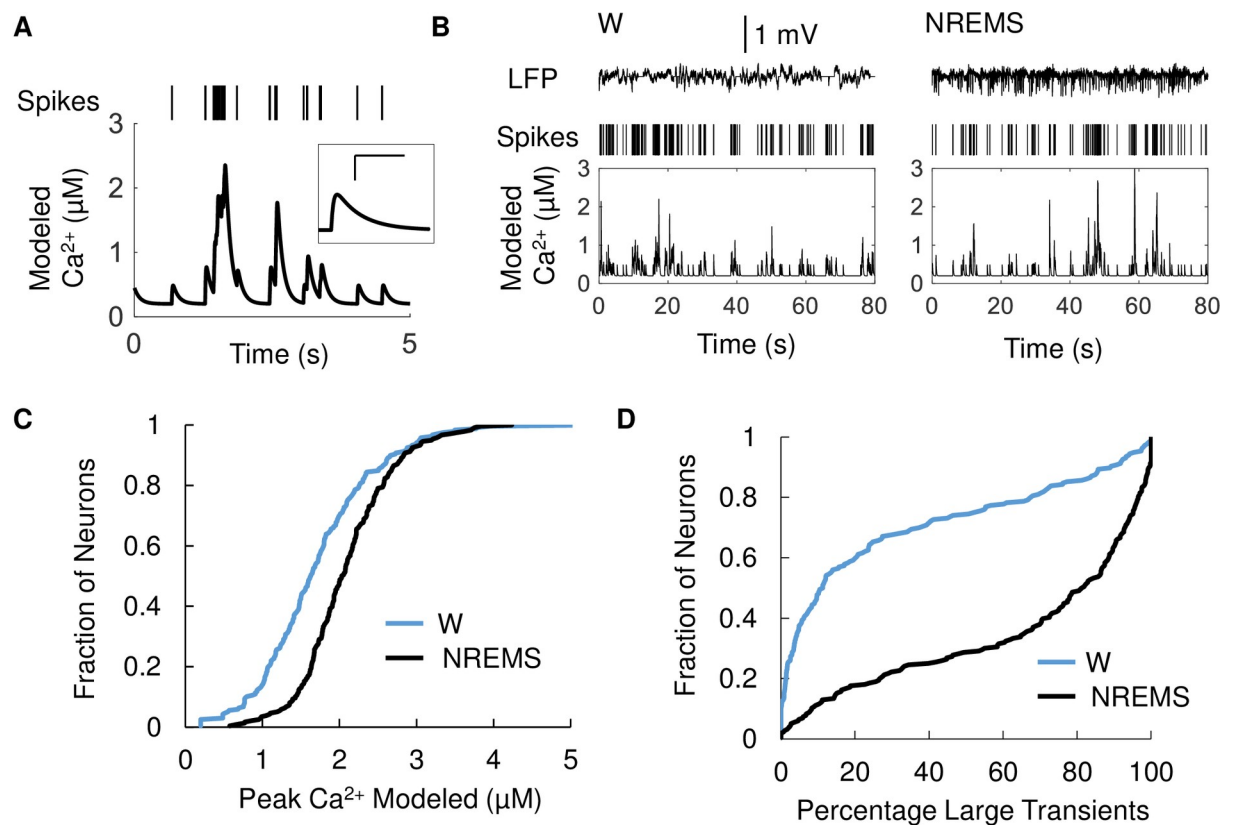 A
Spikes
3
2
1
0
Modeled
Ca²⁺ (μM)
0
5
Time (s)
B
W
1 mV
NREMS
LFP
Spikes
3
2
1
0
Modeled
Ca²⁺ (μM)
0 20 40 60 80
Time (s)
3
2
1
0
0 20 40 60 80
Time (s)
C
1
0.8
0.6
0.4
0.2
0
Fraction of Neurons
W
NREMS
0 1 2 3 4 5
Peak Ca²⁺ Modeled (μM)
D
1
0.8
0.6
0.4
0.2
0
Fraction of Neurons
W
NREMS
0 20 40 60 80 100
Percentage Large Transients